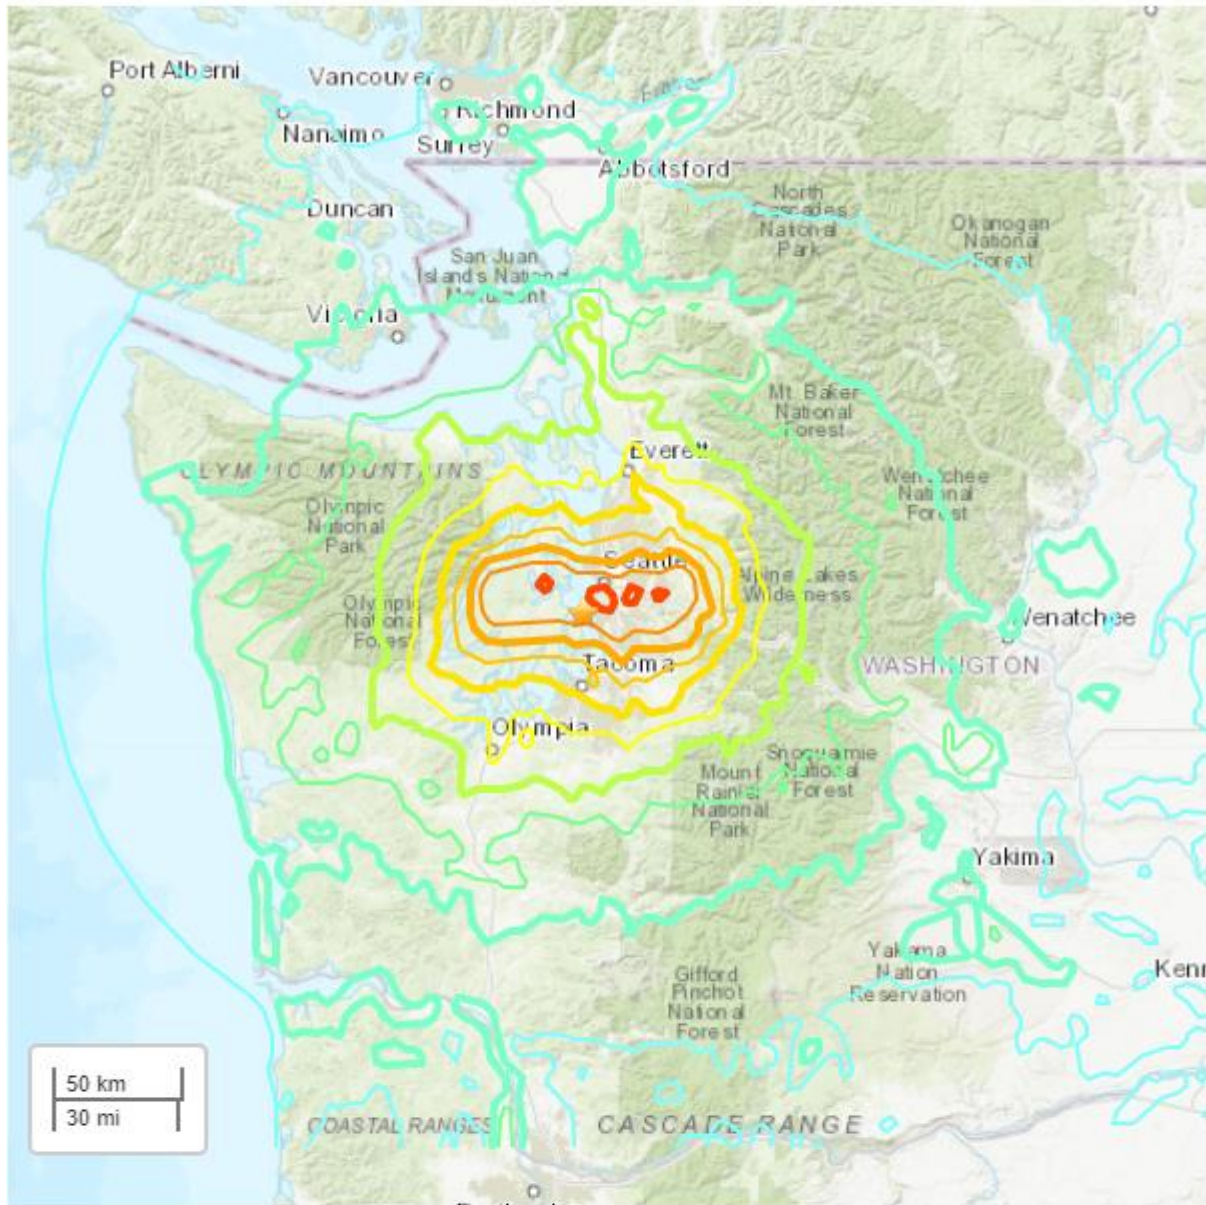 Port Alberni
Vancouver
Richmond
Nanaimo
Surrey
Abbotsford
Duncan
North
Cascades
National
Park
Okanogan
National
Forest
San Juan
Islands National
Monument
Victoria
Mt. Baker
National
Forest
Everett
OLYMPIC MOUNTAINS
Wenatchee
National
Forest
Olympic
National
Park
Seattle
Alpine Lakes
Wilderness
Olympic
National
Forest
Wenatchee
Tacoma
WASHINGTON
Olympia
Snoqualmie
National
Forest
Mount
Rainier
National
Park
Yakima
Yakama
Nation
Reservation
Kenn
Gifford
Pinchot
National
Forest
50 km
30 mi
COASTAL RANGES
CASCADE RANGE